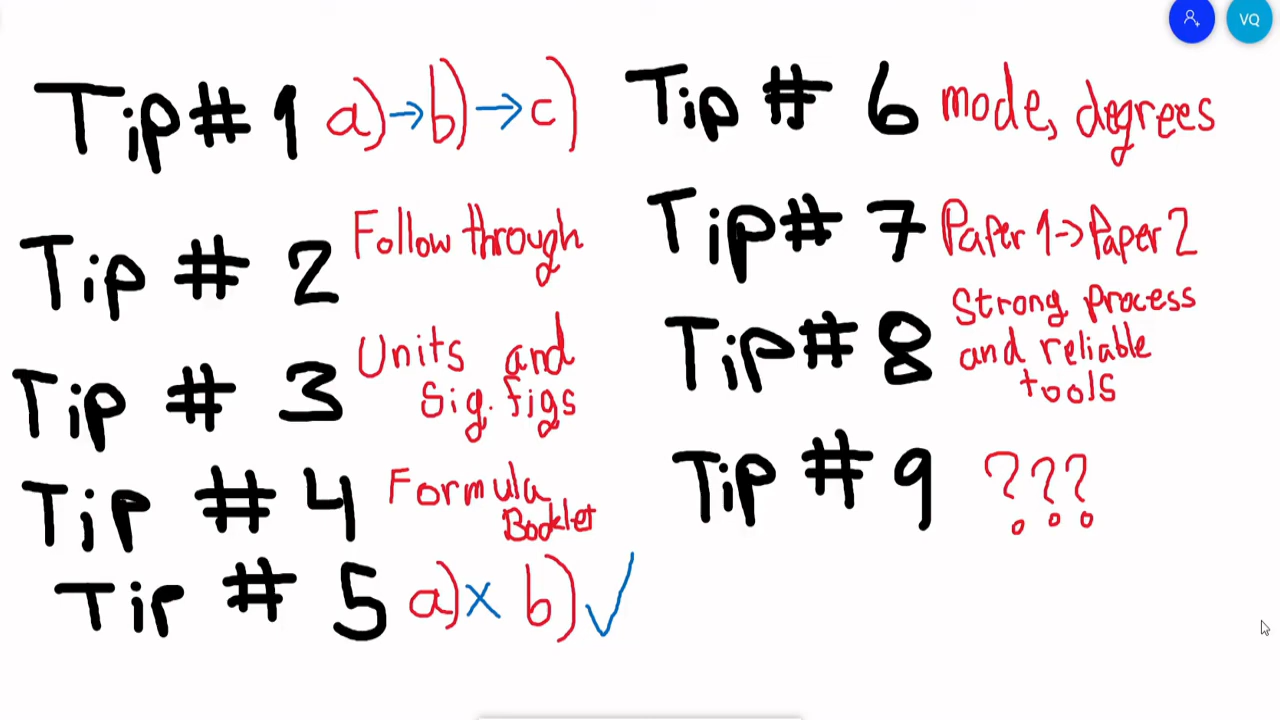 Tip # 1 a) → b) → c)
Tip # 2 Follow through
Tip # 3 Units and
Sig. figs
Tip # 4 Formula
Booklet
Tip # 5 a) x b) ✓
Tip # 6 mode, degrees
Tip # 7 Paper 1 → Paper 2
Tip # 8 Strong process
and reliable
tools
Tip # 9 ???
VQ